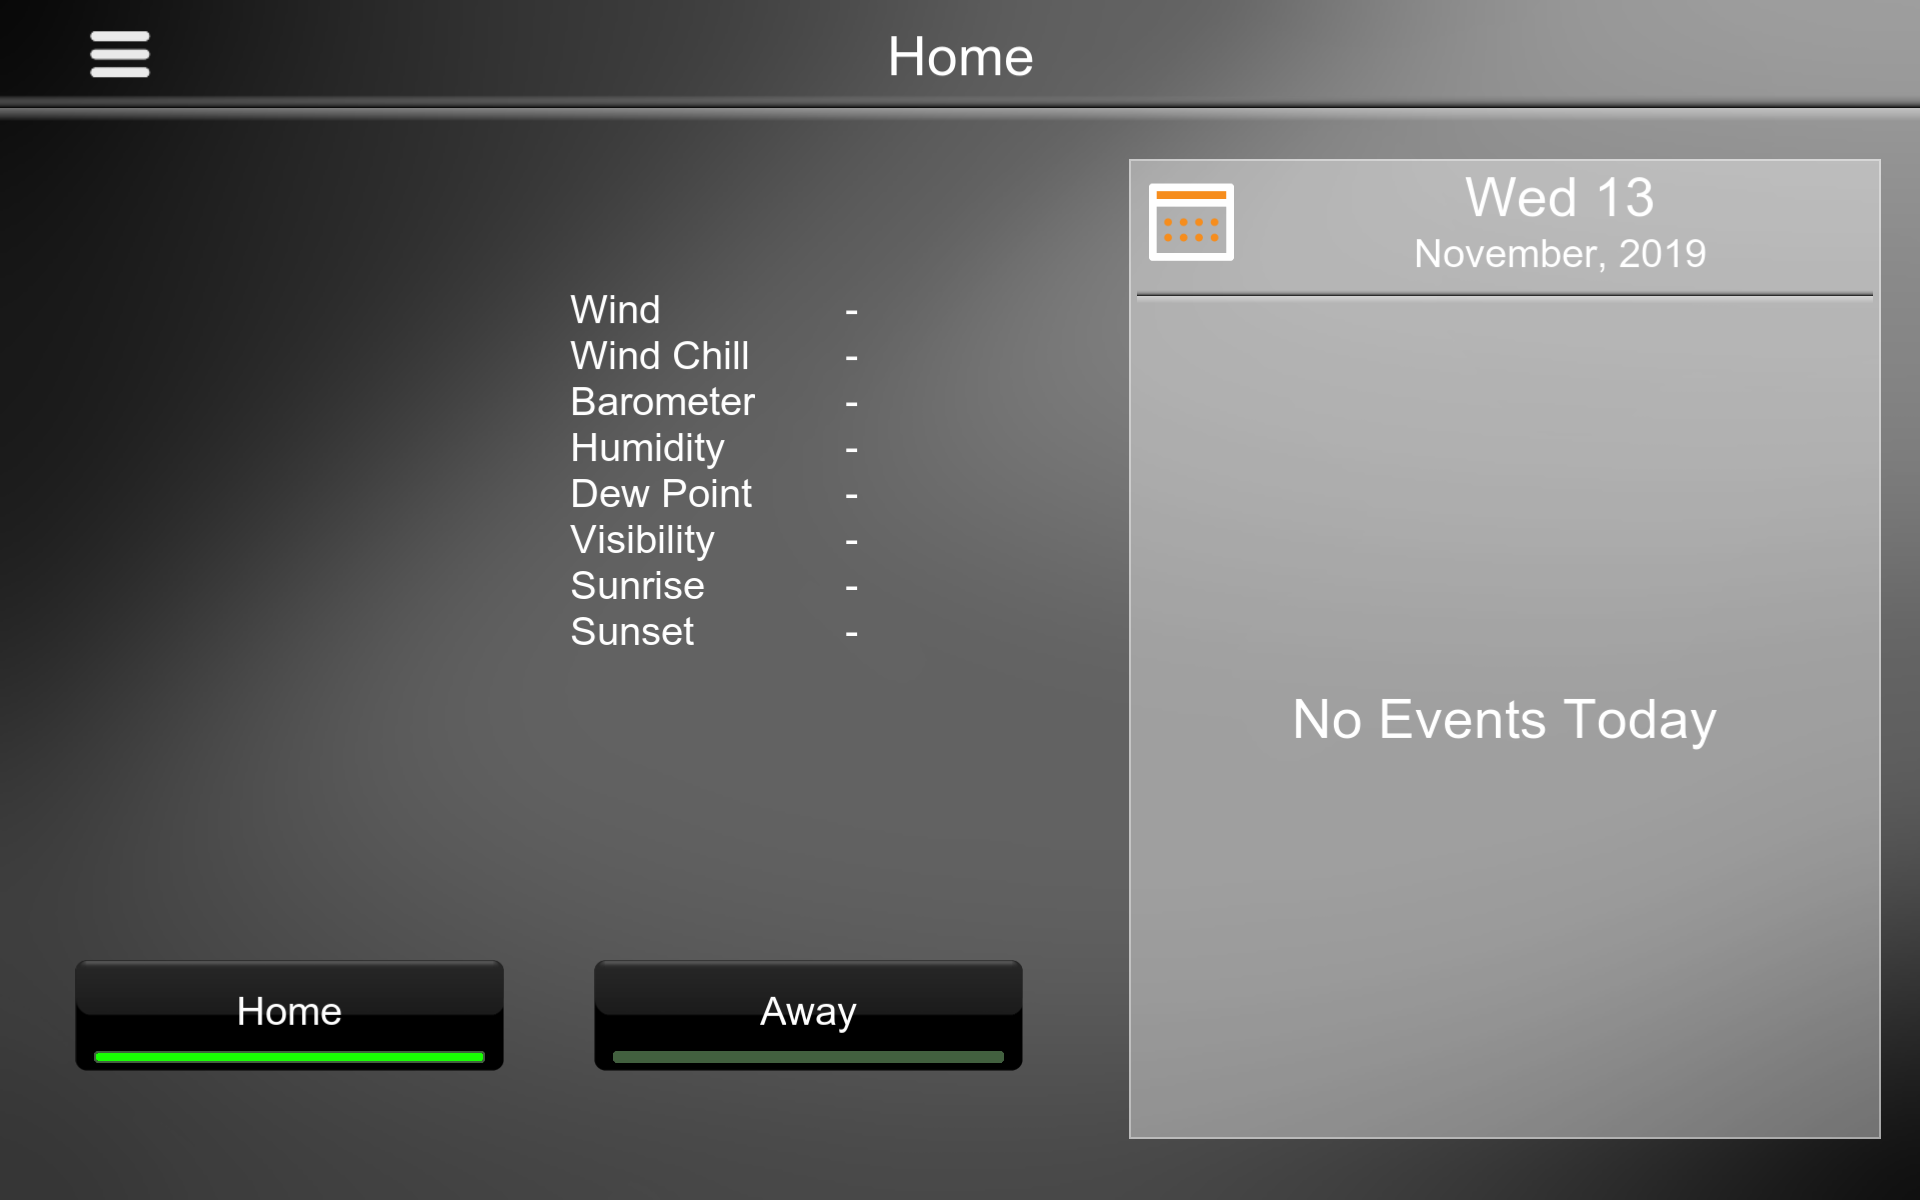 Home
Wed 13
November, 2019
Wind -
Wind Chill -
Barometer -
Humidity -
Dew Point -
Visibility -
Sunrise -
Sunset -
No Events Today
Home
Away